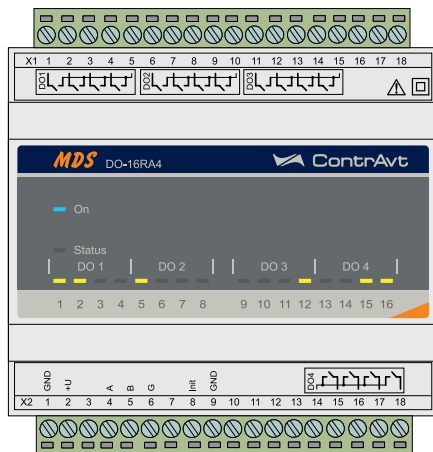 X1 1 2 3 4 5 6 7 8 9 10 11 12 13 14 15 16 17 18
DO1 DO2 DO3
MDS DO-16RA4 ContrAvt
On
Status
DO 1 DO 2 DO 3 DO 4
1 2 3 4 5 6 7 8 9 10 11 12 13 14 15 16
GND +U A B G Init GND DO4
X2 1 2 3 4 5 6 7 8 9 10 11 12 13 14 15 16 17 18